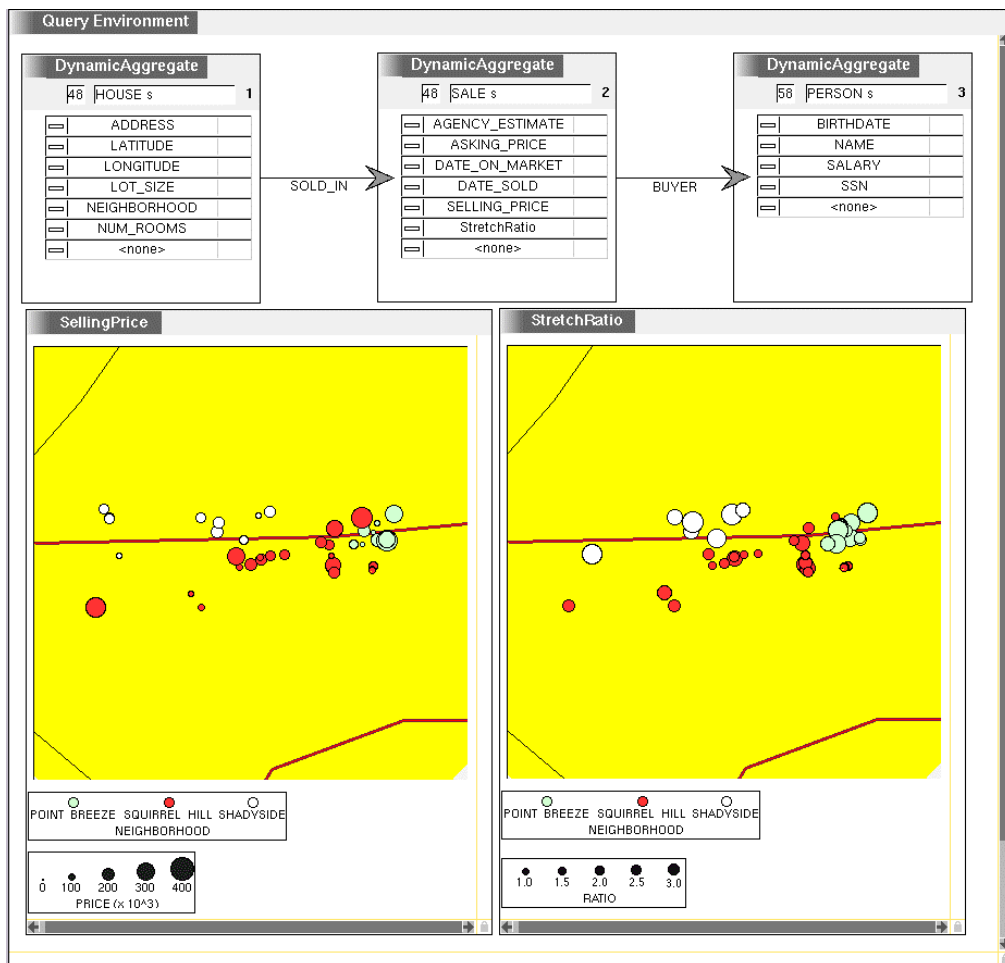 Query Environment
DynamicAggregate
48 HOUSE s 1
ADDRESS
LATITUDE
LONGITUDE
LOT_SIZE
NEIGHBORHOOD
NUM_ROOMS
<none>
SOLD_IN
DynamicAggregate
48 SALE s 2
AGENCY_ESTIMATE
ASKING_PRICE
DATE_ON_MARKET
DATE_SOLD
SELLING_PRICE
StretchRatio
<none>
BUYER
DynamicAggregate
58 PERSON s 3
BIRTHDATE
NAME
SALARY
SSN
<none>
SellingPrice
POINT BREEZE SQUIRREL HILL SHADYSIDE
NEIGHBORHOOD
0 100 200 300 400
PRICE (x 10^3)
StretchRatio
POINT BREEZE SQUIRREL HILL SHADYSIDE
NEIGHBORHOOD
1.0 1.5 2.0 2.5 3.0
RATIO